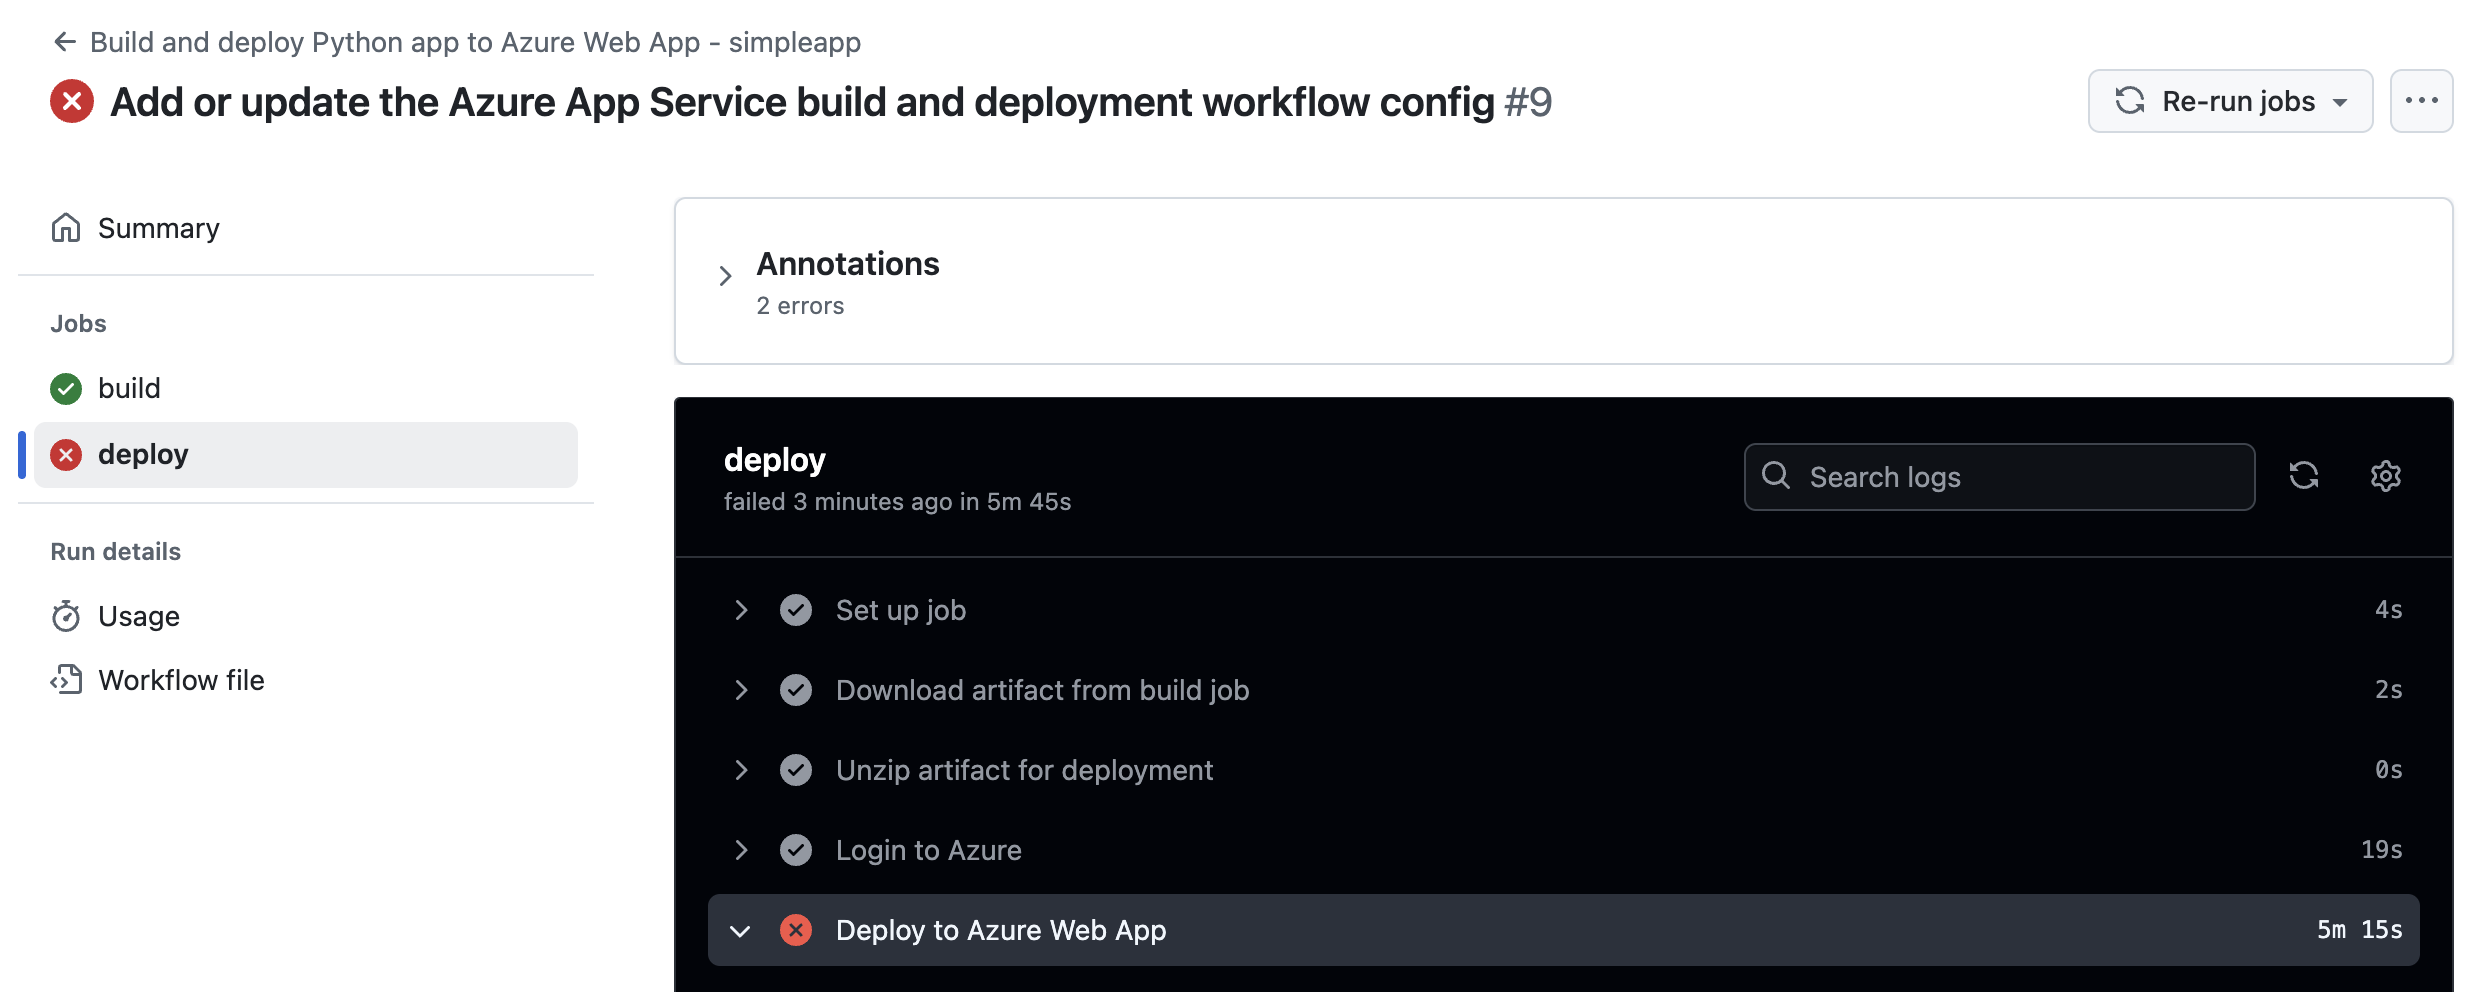 Build and deploy Python app to Azure Web App - simpleapp
Add or update the Azure App Service build and deployment workflow config #9
Re-run jobs
Summary
Jobs
build
deploy
Run details
Usage
Workflow file
Annotations
2 errors
deploy
failed 3 minutes ago in 5m 45s
Search logs
Set up job 4s
Download artifact from build job 2s
Unzip artifact for deployment 0s
Login to Azure 19s
Deploy to Azure Web App 5m 15s